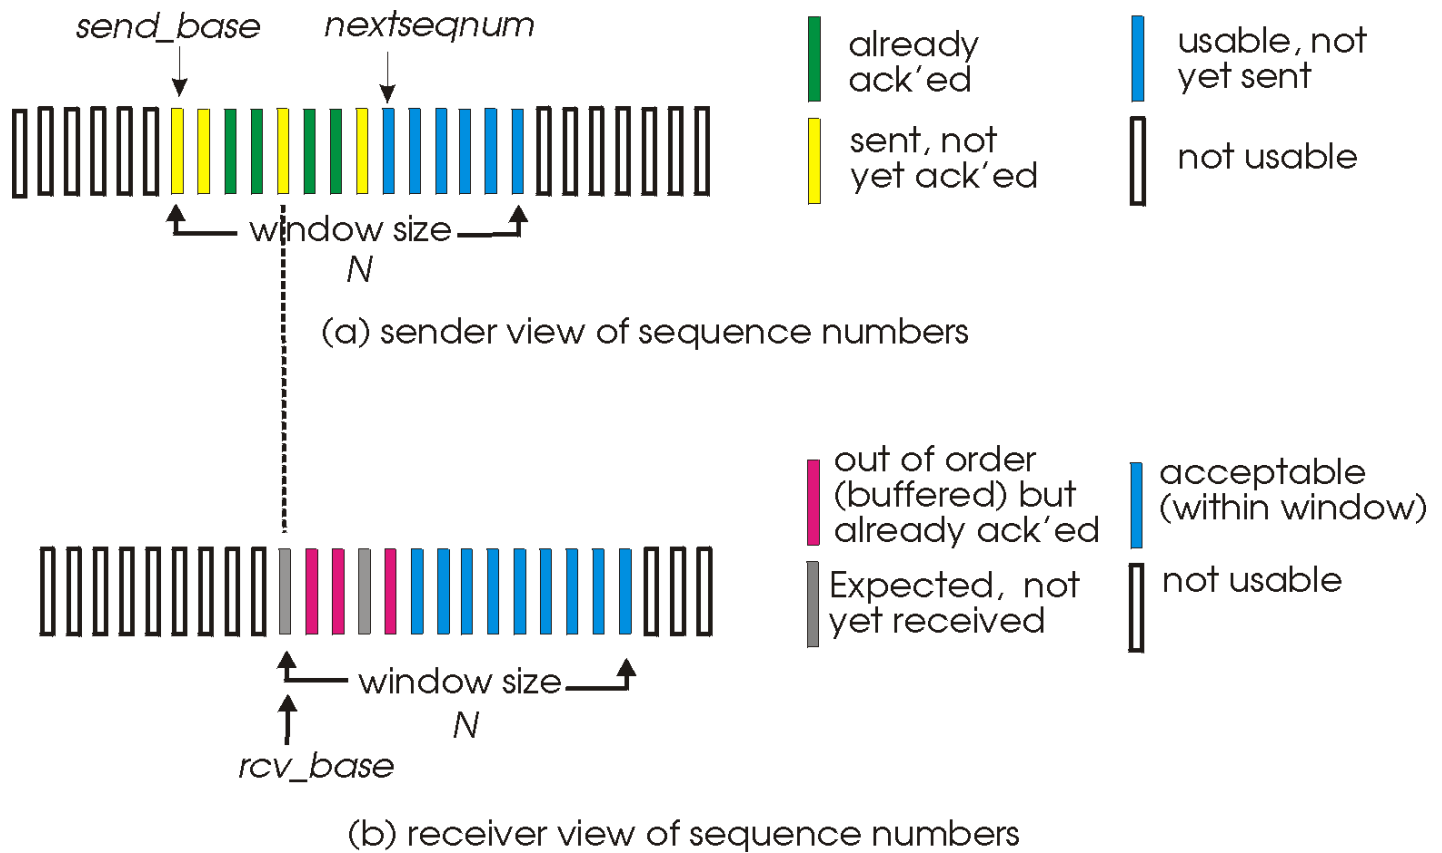 send_base
nextseqnum
already
ack'ed
usable, not
yet sent
sent, not
yet ack'ed
not usable
window size
N
(a) sender view of sequence numbers
out of order
(buffered) but
already ack'ed
acceptable
(within window)
Expected, not
yet received
not usable
window size
N
rcv_base
(b) receiver view of sequence numbers